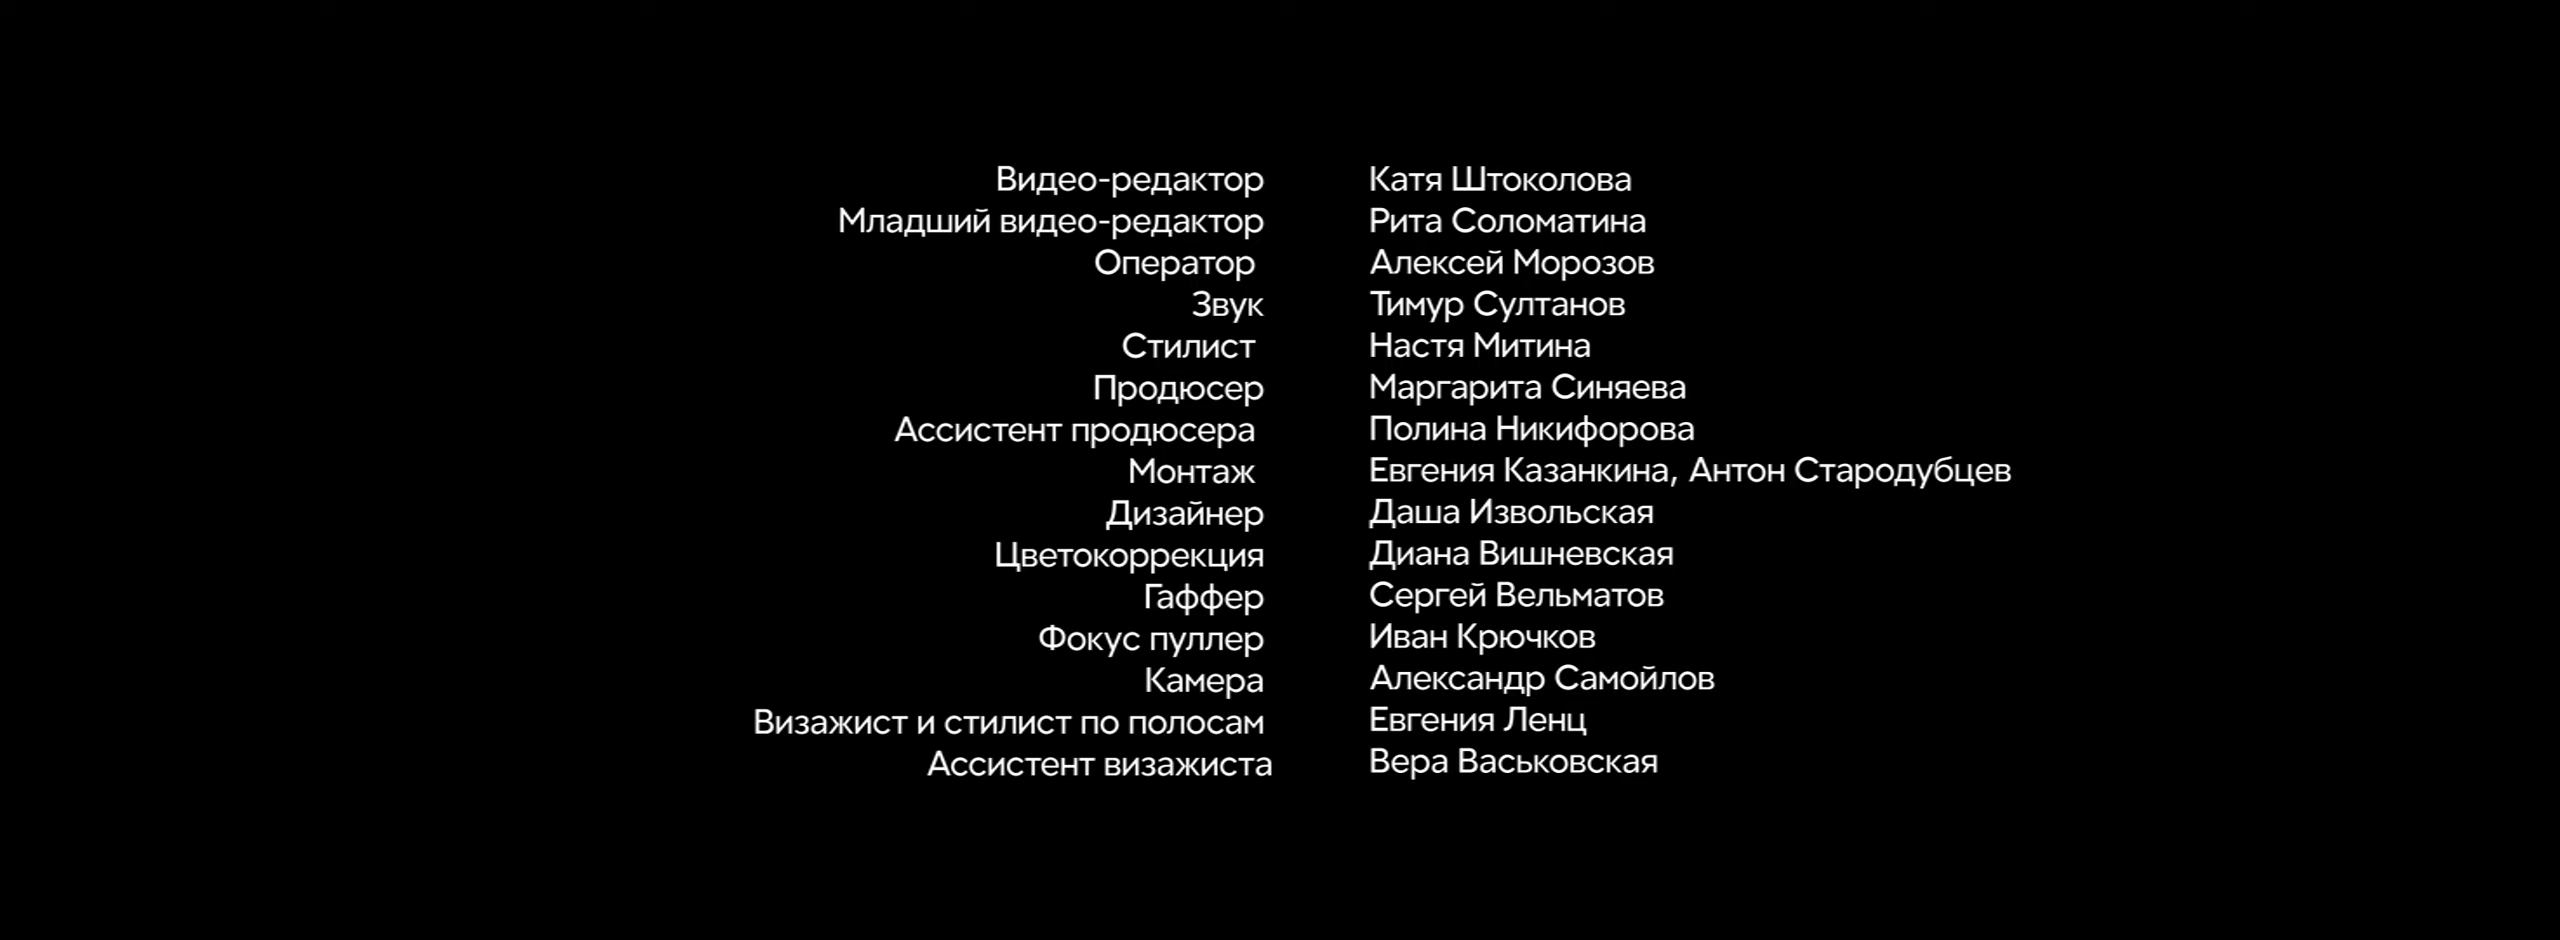 Видео-редактор Катя Штоколова
Младший видео-редактор Рита Соломатина
Оператор Алексей Морозов
Звук Тимур Султанов
Стилист Настя Митина
Продюсер Маргарита Синяева
Ассистент продюсера Полина Никифорова
Монтаж Евгения Казанкина, Антон Стародубцев
Дизайнер Даша Извольская
Цветокоррекция Диана Вишневская
Гаффер Сергей Вельматов
Фокус пуллер Иван Крючков
Камера Александр Самойлов
Визажист и стилист по полосам Евгения Ленц
Ассистент визажиста Вера Васьковская